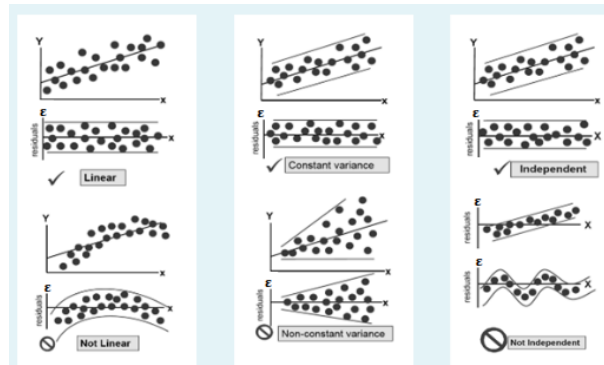 Y
x
ε
residuals
x
Linear
Y
x
ε
residuals
x
Not Linear
Y
x
ε
residuals
x
Constant variance
Y
x
ε
residuals
x
Non-constant variance
Y
x
ε
residuals
X
Independent
ε
residuals
X
ε
residuals
X
Not Independent